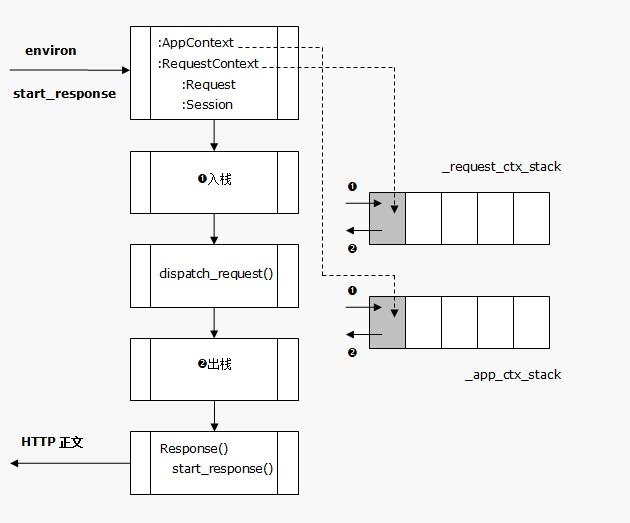 environ
start_response
:AppContext
:RequestContext
:Request
:Session
❶入栈
dispatch_request()
❷出栈
HTTP 正文
Response()
start_response()
_request_ctx_stack
❶
❷
❶
❷
_app_ctx_stack